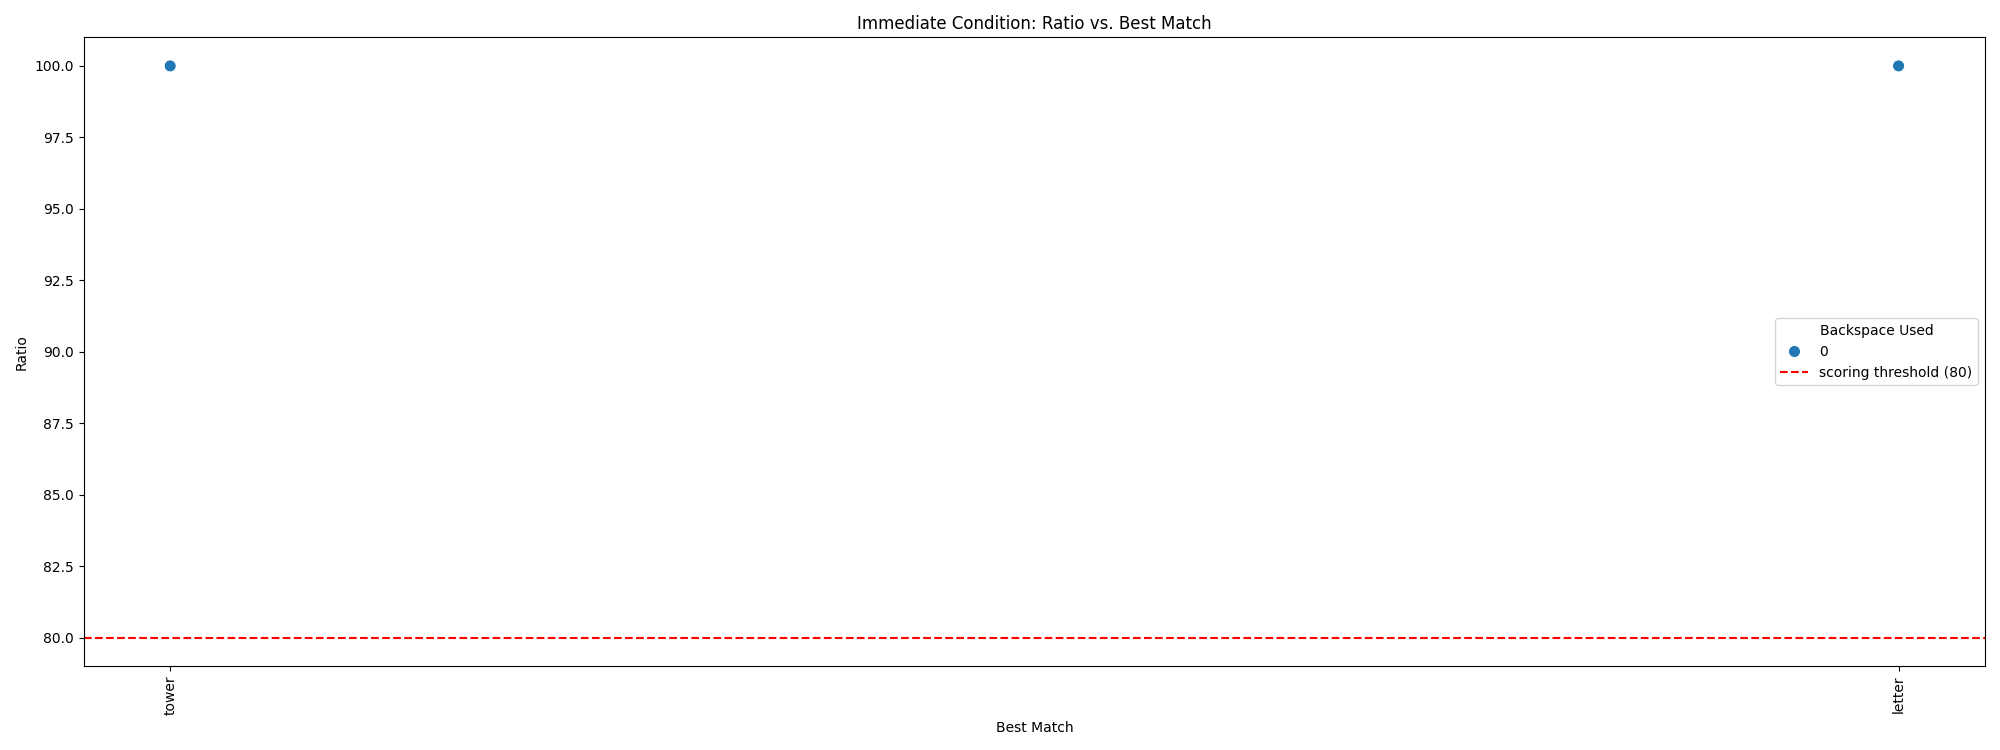 Immediate Condition: Ratio vs. Best Match
100.0
97.5
95.0
92.5
90.0
87.5
85.0
82.5
80.0
Ratio
Backspace Used
0
scoring threshold (80)
tower
letter
Best Match